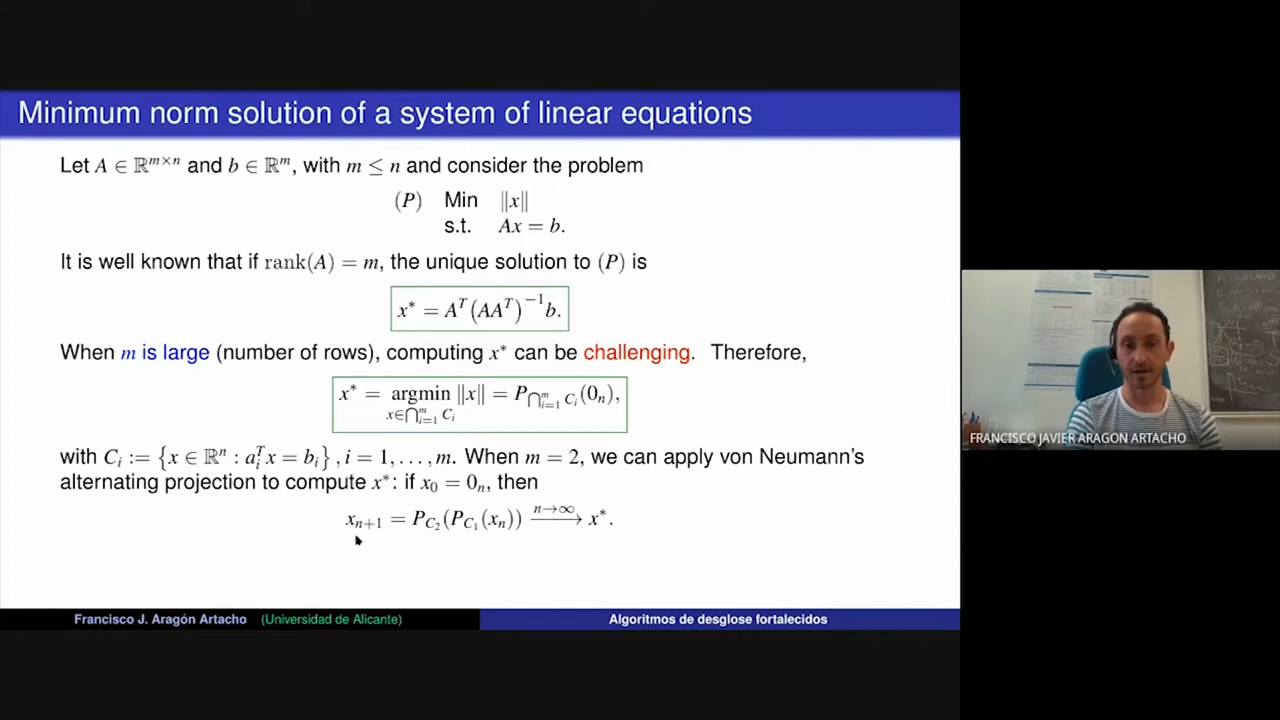 Minimum norm solution of a system of linear equations
Let A ∈ ℝ^{m×n} and b ∈ ℝ^m, with m ≤ n and consider the problem
(P) Min ‖x‖
s.t. Ax = b.
It is well known that if rank(A) = m, the unique solution to (P) is
x* = A^T(AA^T)^{−1}b.
When m is large (number of rows), computing x* can be challenging. Therefore,
x* = argmin_{x∈⋂_{i=1}^m C_i} ‖x‖ = P_{⋂_{i=1}^m C_i}(0_n),
with C_i := {x ∈ ℝ^n : a_i^T x = b_i}, i = 1, . . . , m. When m = 2, we can apply von Neumann's
alternating projection to compute x*: if x_0 = 0_n, then
x_{n+1} = P_{C_2}(P_{C_1}(x_n)) —n→∞→ x*.
Francisco J. Aragón Artacho (Universidad de Alicante) Algoritmos de desglose fortalecidos
FRANCISCO JAVIER ARAGON ARTACHO